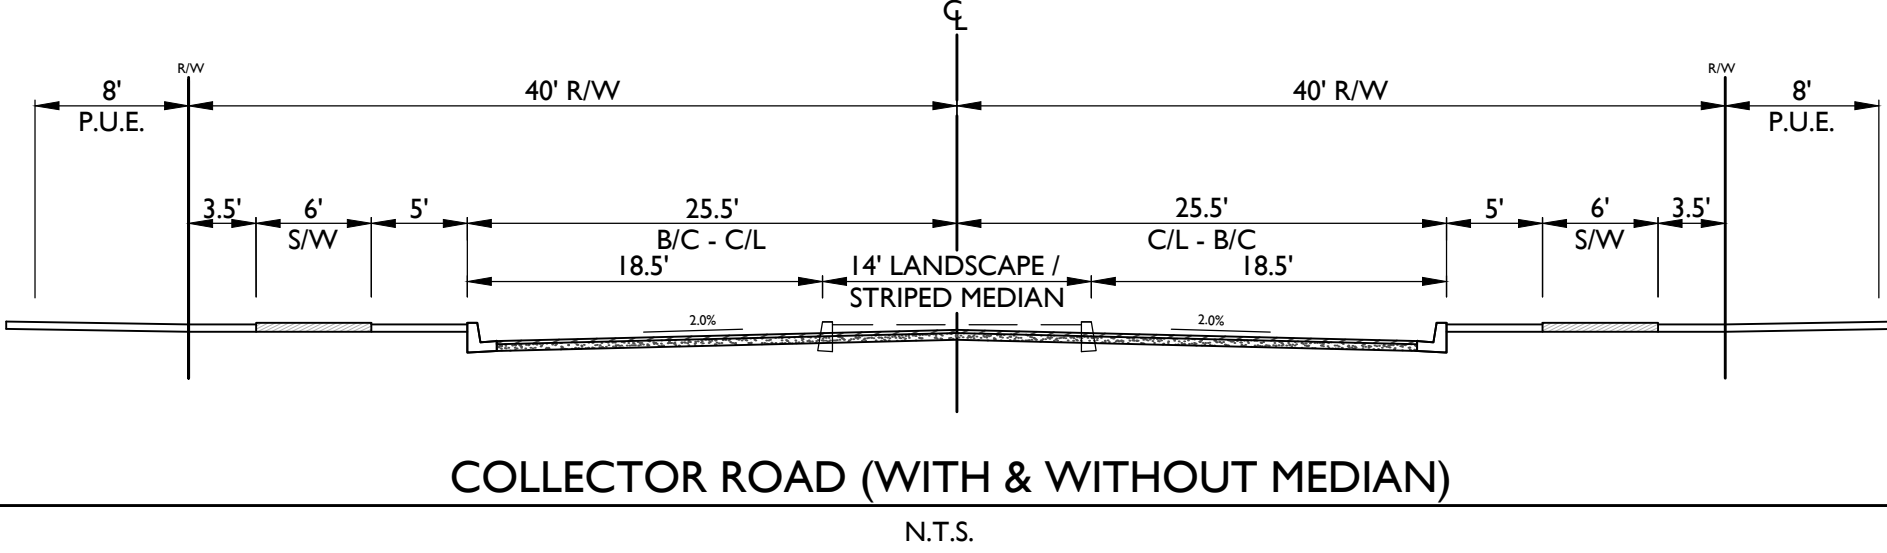 ℄
R/W
R/W
8'
40' R/W
40' R/W
8'
P.U.E.
P.U.E.
3.5'
6'
5'
25.5'
25.5'
5'
6'
3.5'
S/W
B/C - C/L
C/L - B/C
S/W
18.5'
14' LANDSCAPE /
STRIPED MEDIAN
18.5'
2.0%
2.0%
COLLECTOR ROAD (WITH & WITHOUT MEDIAN)
N.T.S.